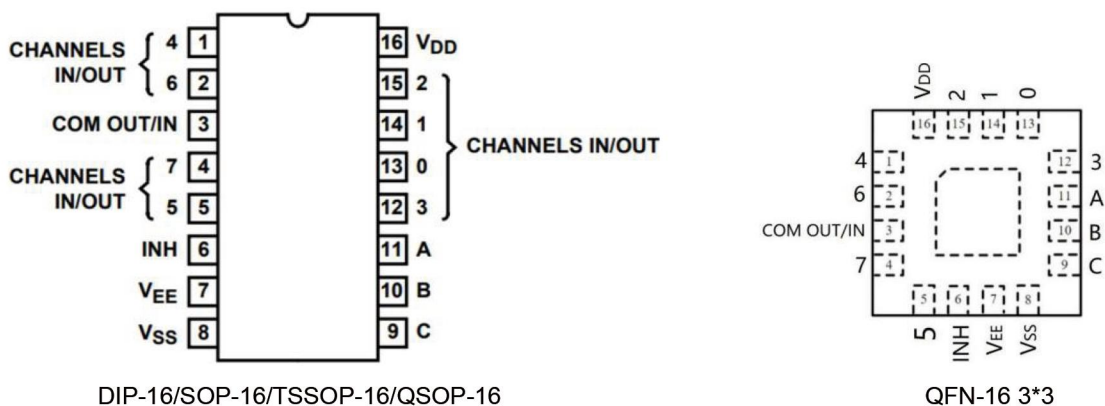 CHANNELS
IN/OUT
4 1
6 2
COM OUT/IN 3
CHANNELS
IN/OUT
7 4
5 5
INH 6
VEE 7
VSS 8
16 VDD
15 2
14 1
13 0
12 3
CHANNELS IN/OUT
11 A
10 B
9 C
DIP-16/SOP-16/TSSOP-16/QSOP-16
VDD 2 1 0
16 15 14 13
4 1
6 2
COM OUT/IN 3
7 4
12 3
11 A
10 B
9 C
5 6 7 8
5 INH VEE VSS
QFN-16 3*3